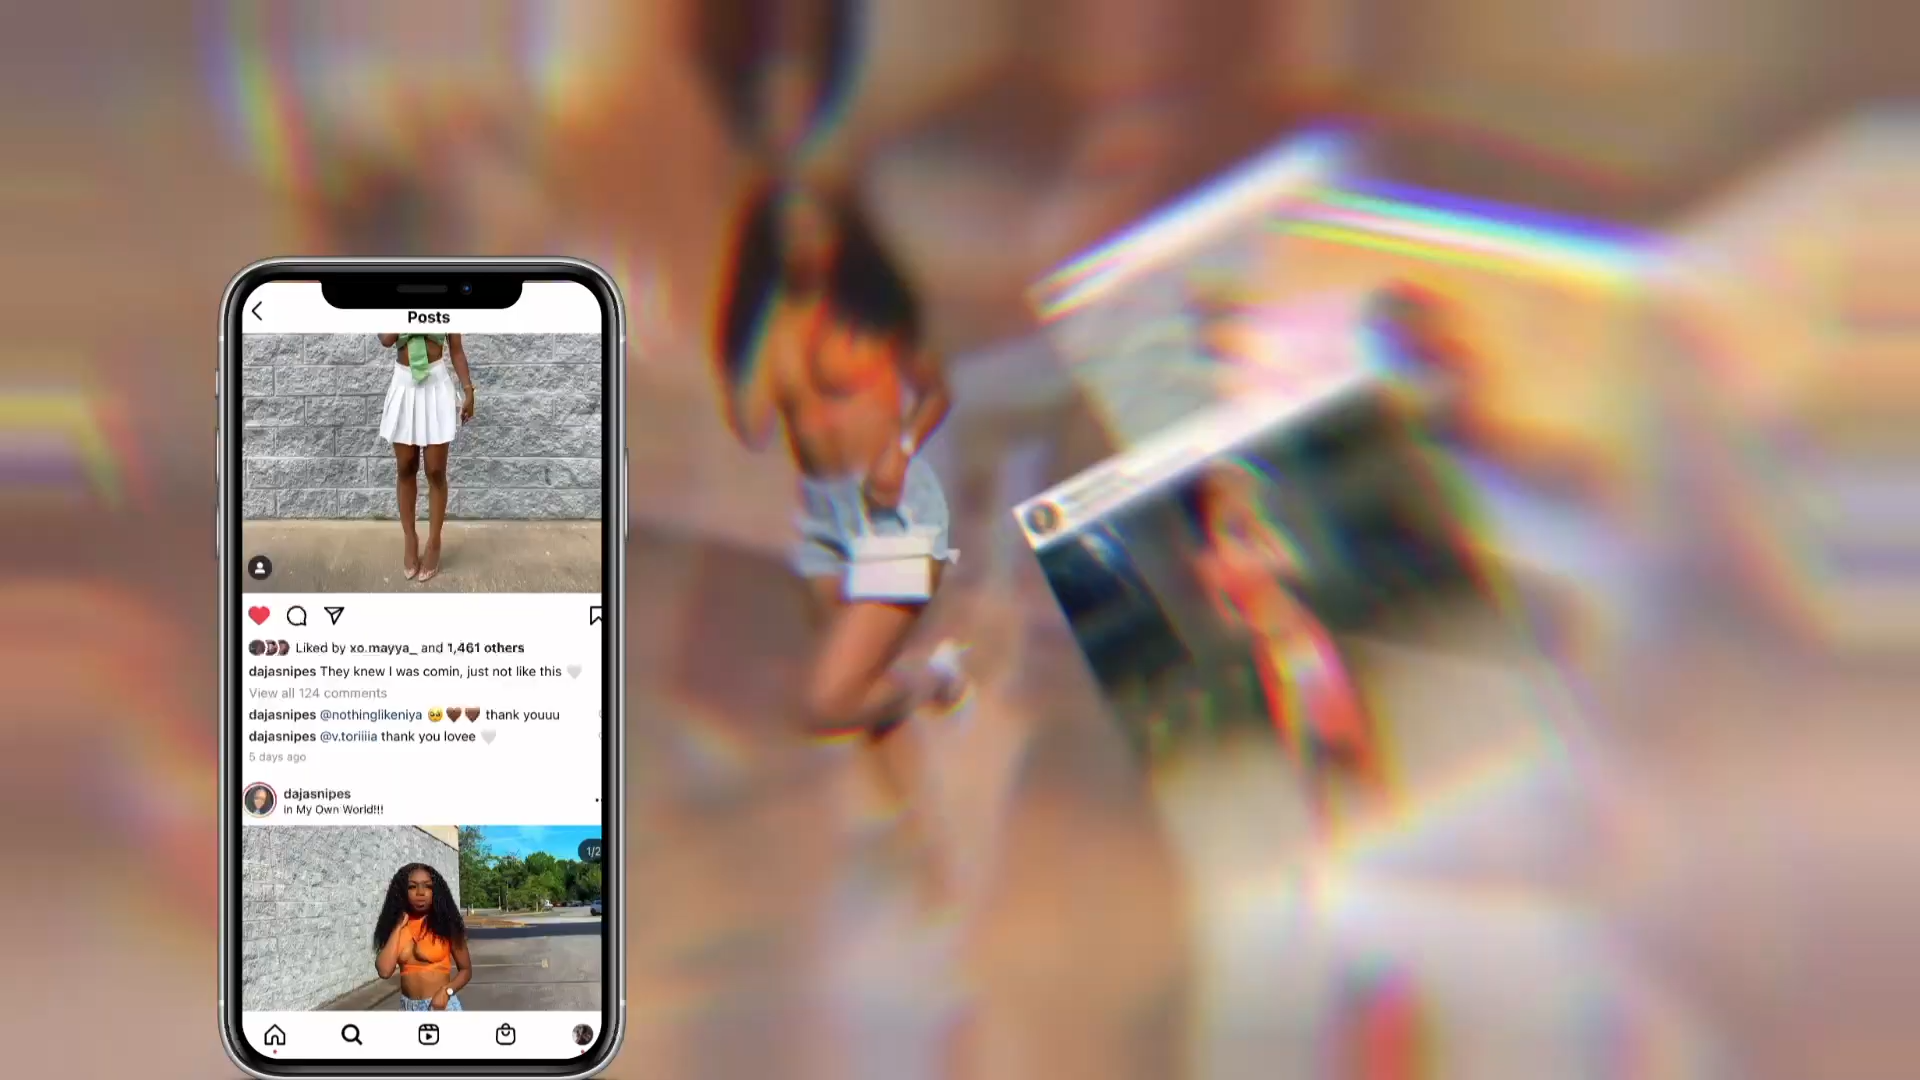 Posts
Liked by xo.mayya_ and 1,461 others
dajasnipes They knew I was comin, just not like this 🤍
View all 124 comments
dajasnipes @nothinglikeniya 🥺🤎🤎 thank youuu
dajasnipes @v.toriiiia thank you lovee 🤍
5 days ago
dajasnipes
in My Own World!!!
1/2